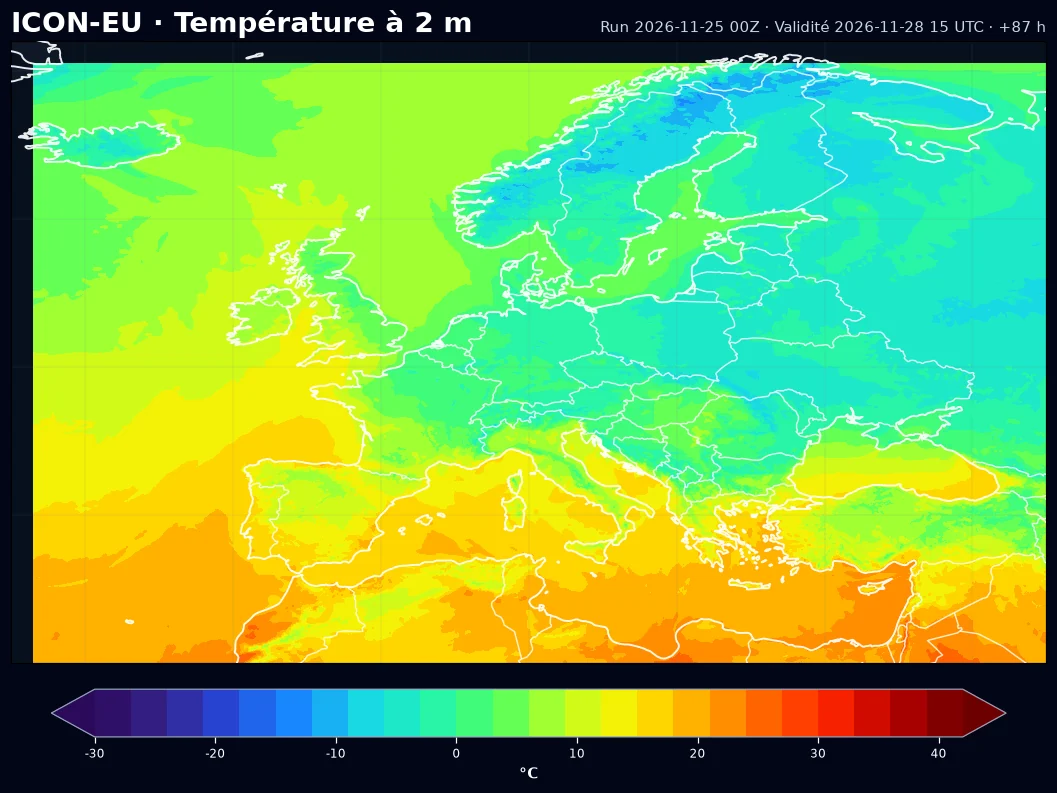 ICON-EU · Température à 2 m
Run 2026-11-25 00Z · Validité 2026-11-28 15 UTC · +87 h
-30 -20 -10 0 10 20 30 40
°C